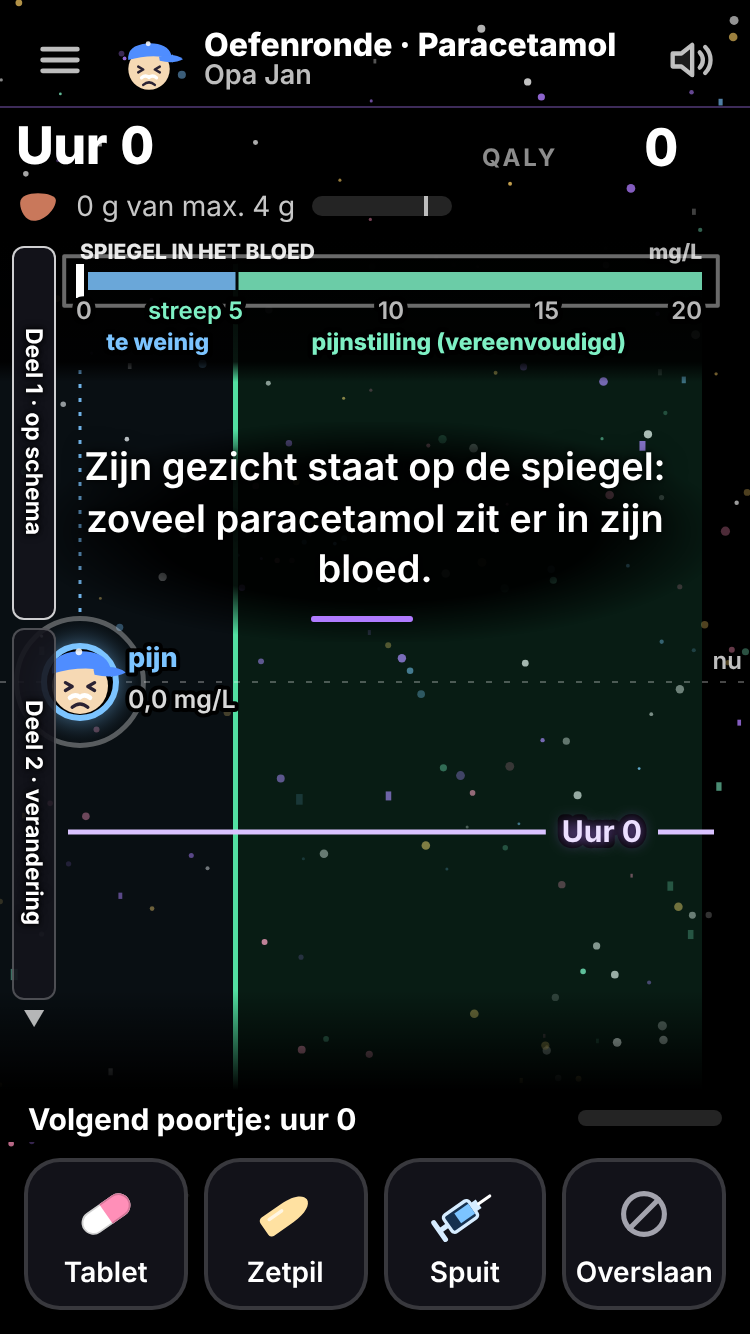 Oefenronde · Paracetamol
Opa Jan
Uur 0
QALY 0
0 g van max. 4 g
SPIEGEL IN HET BLOED mg/L
0 streep 5 10 15 20
te weinig pijnstilling (vereenvoudigd)
Deel 1 · op schema
Zijn gezicht staat op de spiegel:
zoveel paracetamol zit er in zijn
bloed.
pijn
nu
0,0 mg/L
Deel 2 · verandering
Uur 0
Volgend poortje: uur 0
Tablet Zetpil Spuit Overslaan